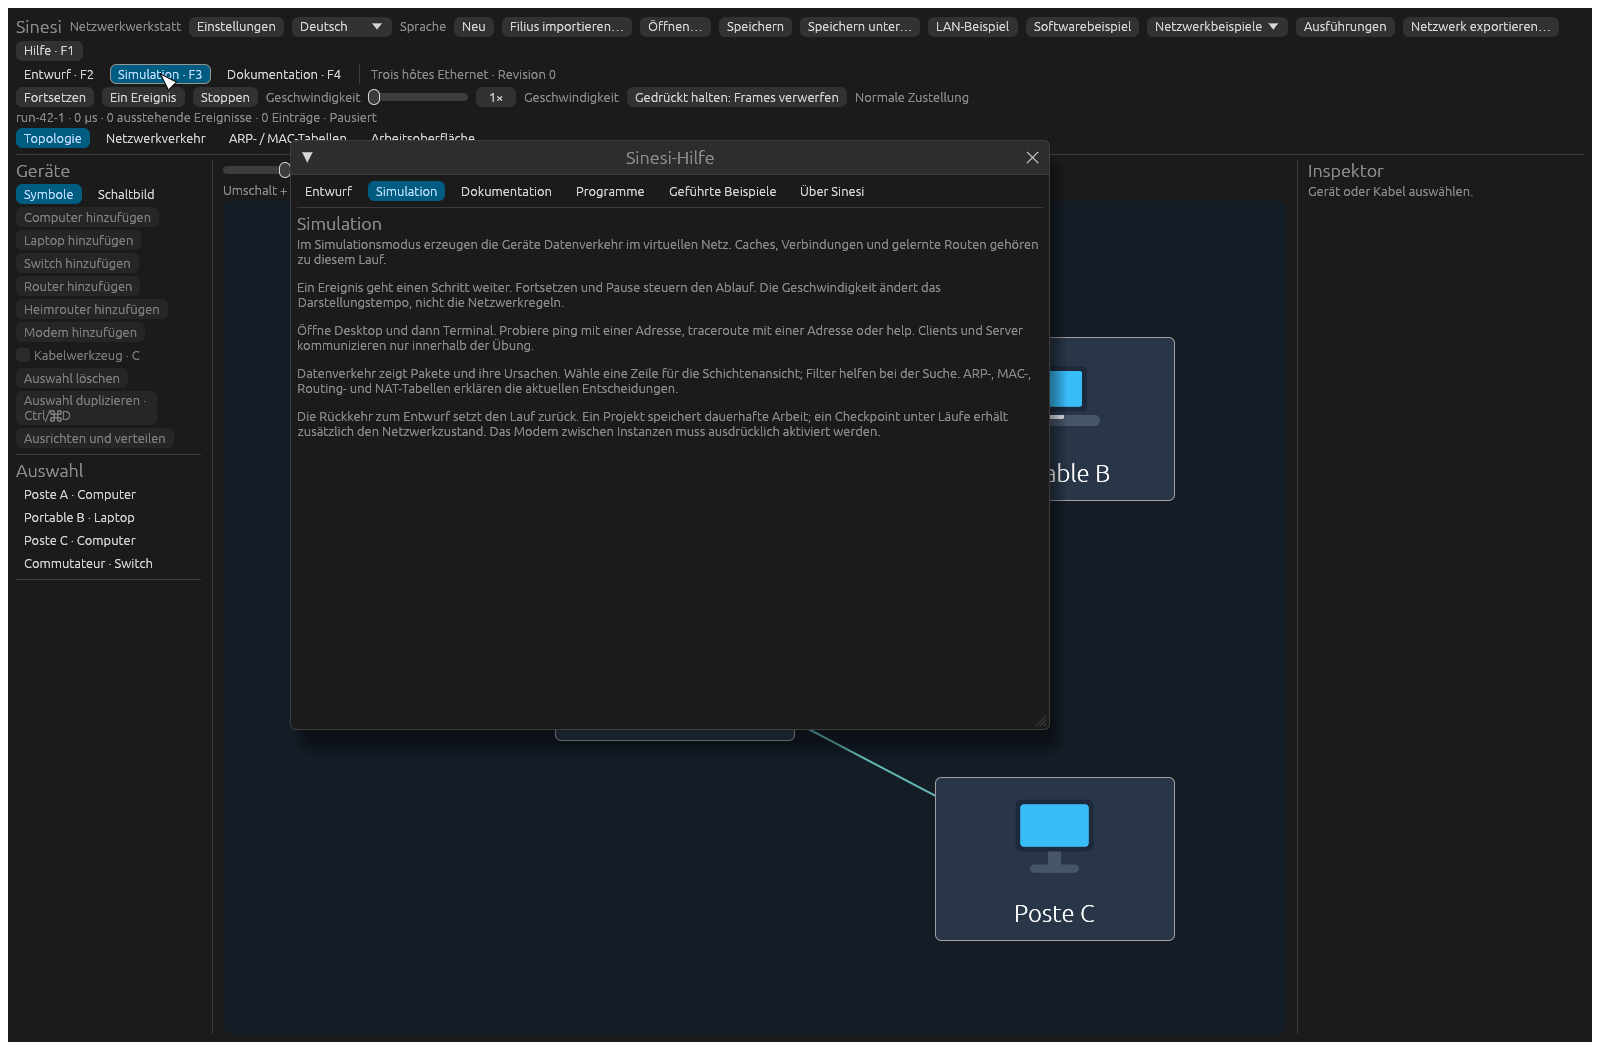 Sinesi Netzwerkwerkstatt Einstellungen Deutsch Sprache Neu Filius importieren… Öffnen… Speichern Speichern unter… LAN-Beispiel Softwarebeispiel Netzwerkbeispiele Ausführungen Netzwerk exportieren…
Hilfe · F1
Entwurf · F2 Simulation · F3 Dokumentation · F4 Trois hôtes Ethernet · Revision 0
Fortsetzen Ein Ereignis Stoppen Geschwindigkeit 1× Geschwindigkeit Gedrückt halten: Frames verwerfen Normale Zustellung
run-42-1 · 0 µs · 0 ausstehende Ereignisse · 0 Einträge · Pausiert
Topologie Netzwerkverkehr ARP- / MAC-Tabellen Arbeitsoberfläche
Geräte
Symbole Schaltbild
Computer hinzufügen
Laptop hinzufügen
Switch hinzufügen
Router hinzufügen
Heimrouter hinzufügen
Modem hinzufügen
Kabelwerkzeug · C
Auswahl löschen
Auswahl duplizieren ·
Ctrl/⌘D
Ausrichten und verteilen
Auswahl
Poste A · Computer
Portable B · Laptop
Poste C · Computer
Commutateur · Switch
Umschalt +
Sinesi-Hilfe
Entwurf Simulation Dokumentation Programme Geführte Beispiele Über Sinesi
Simulation
Im Simulationsmodus erzeugen die Geräte Datenverkehr im virtuellen Netz. Caches, Verbindungen und gelernte Routen gehören
zu diesem Lauf.
Ein Ereignis geht einen Schritt weiter. Fortsetzen und Pause steuern den Ablauf. Die Geschwindigkeit ändert das
Darstellungstempo, nicht die Netzwerkregeln.
Öffne Desktop und dann Terminal. Probiere ping mit einer Adresse, traceroute mit einer Adresse oder help. Clients und Server
kommunizieren nur innerhalb der Übung.
Datenverkehr zeigt Pakete und ihre Ursachen. Wähle eine Zeile für die Schichtenansicht; Filter helfen bei der Suche. ARP-, MAC-,
Routing- und NAT-Tabellen erklären die aktuellen Entscheidungen.
Die Rückkehr zum Entwurf setzt den Lauf zurück. Ein Projekt speichert dauerhafte Arbeit; ein Checkpoint unter Läufe erhält
zusätzlich den Netzwerkzustand. Das Modem zwischen Instanzen muss ausdrücklich aktiviert werden.
able B
Poste C
Inspektor
Gerät oder Kabel auswählen.